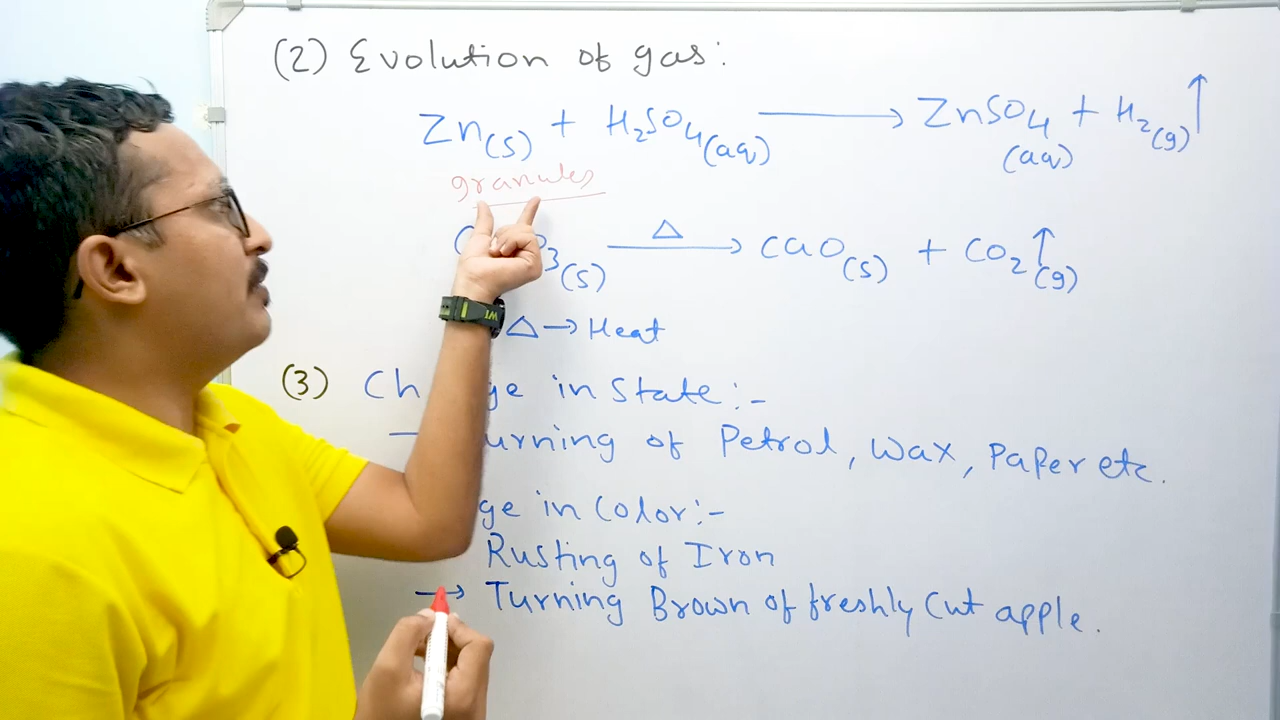 (2) Evolution of gas:
Zn(s) + H₂SO₄(aq) ⟶ ZnSO₄(aq) + H₂(g)↑
granules
3(s) —Δ→ CaO(s) + CO₂↑(g)
Δ → Heat
(3) Ch ge in State:-
urning of Petrol, Wax, Paper etc.
ge in Color:-
Rusting of Iron
→ Turning Brown of freshly Cut apple.
WI